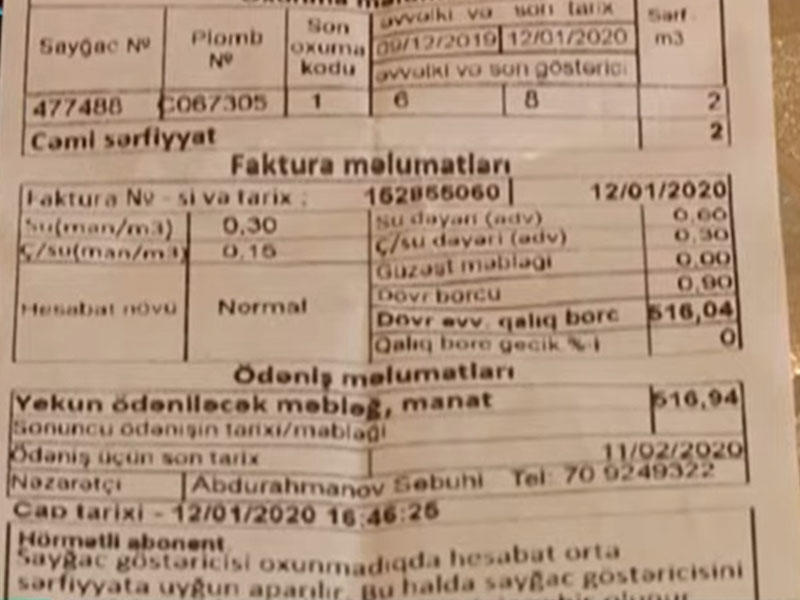 Oxunma məlumatları
Sayğac № Plomb № Son oxuma kodu əvvəlki və son tarix Sərf m3
09/12/2019 12/01/2020
əvvəlki və son göstərici
477488 C067305 1 6 8 2
Cəmi sərfiyyat 2
Faktura məlumatları
Faktura № - si və tarix : 152855060 12/01/2020
Su(man/m3) 0,30 Su dəyəri (ədv) 0,60
Ç/su(man/m3) 0,15 Ç/su dəyəri (ədv) 0,30
Güzəşt məbləği 0,00
Hesabat növü Normal Dövr borcu 0,90
Dövr əvv. qalıq borc 516,04
Qalıq borc gecik %-i 0
Ödəniş məlumatları
Yekun ödəniləcək məbləğ, manat 516,94
Sonuncu ödənişin tarixi/məbləği
Ödəniş üçün son tarix 11/02/2020
Nəzarətçi Abdurahmanov Səbuhi Tel: 70 9249322
Çap tarixi - 12/01/2020 16:46:25
Hörmətli abonent
Sayğac göstəricisi oxunmadıqda hesabat orta
sərfiyyata uyğun aparılır. Bu halda sayğac göstəricisini